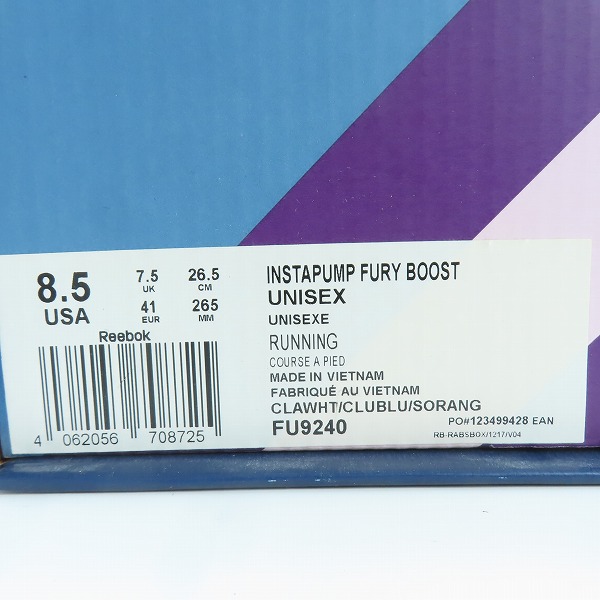 8.5 7.5 26.5
UK CM
USA 41 265
EUR MM
Reebok
4 062056 708725
INSTAPUMP FURY BOOST
UNISEX
UNISEXE
RUNNING
COURSE A PIED
MADE IN VIETNAM
FABRIQUÉ AU VIETNAM
CLAWHT/CLUBLU/SORANG
FU9240 PO#123499428 EAN
RB-RABSBOX/1217/V04